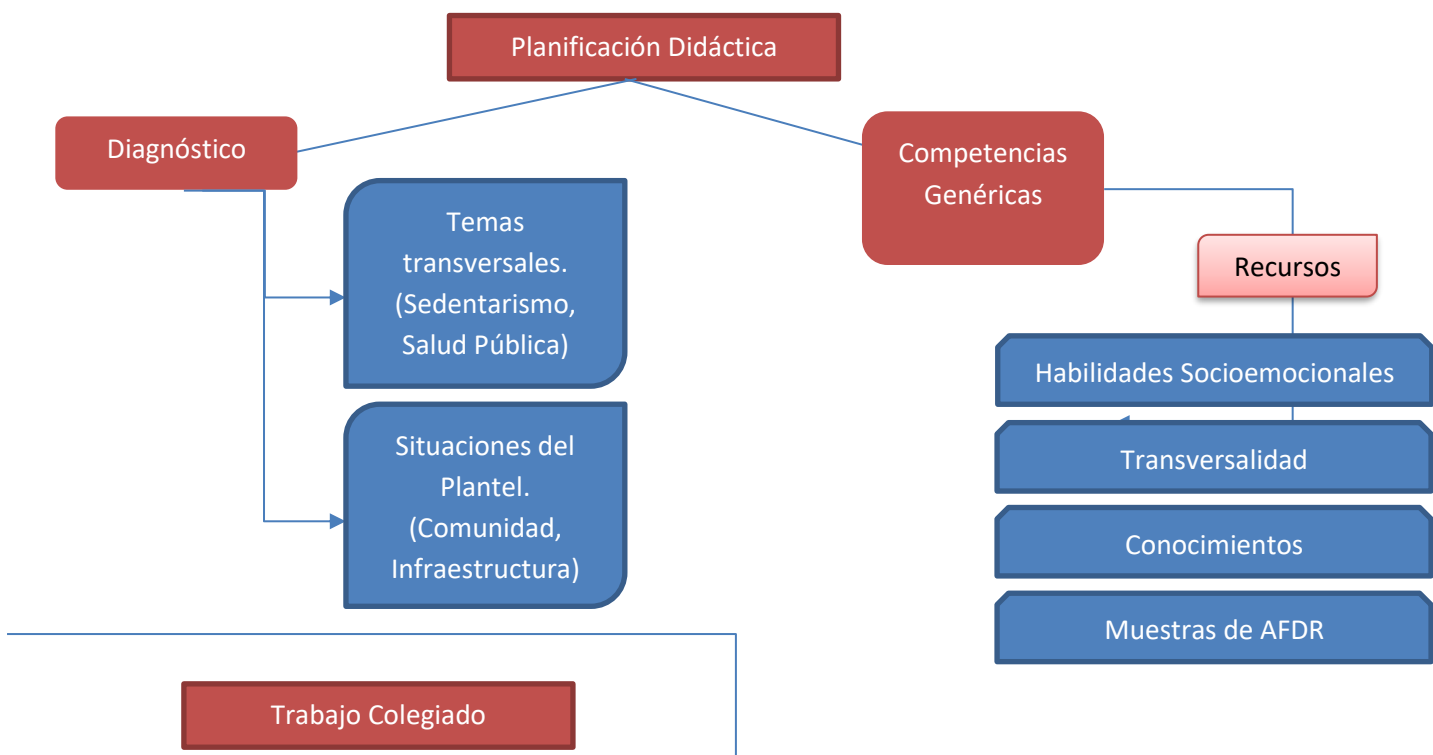 Planificación Didáctica
Diagnóstico
Temas
transversales.
(Sedentarismo,
Salud Pública)
Situaciones del
Plantel.
(Comunidad,
Infraestructura)
Competencias
Genéricas
Recursos
Habilidades Socioemocionales
Transversalidad
Conocimientos
Muestras de AFDR
Trabajo Colegiado